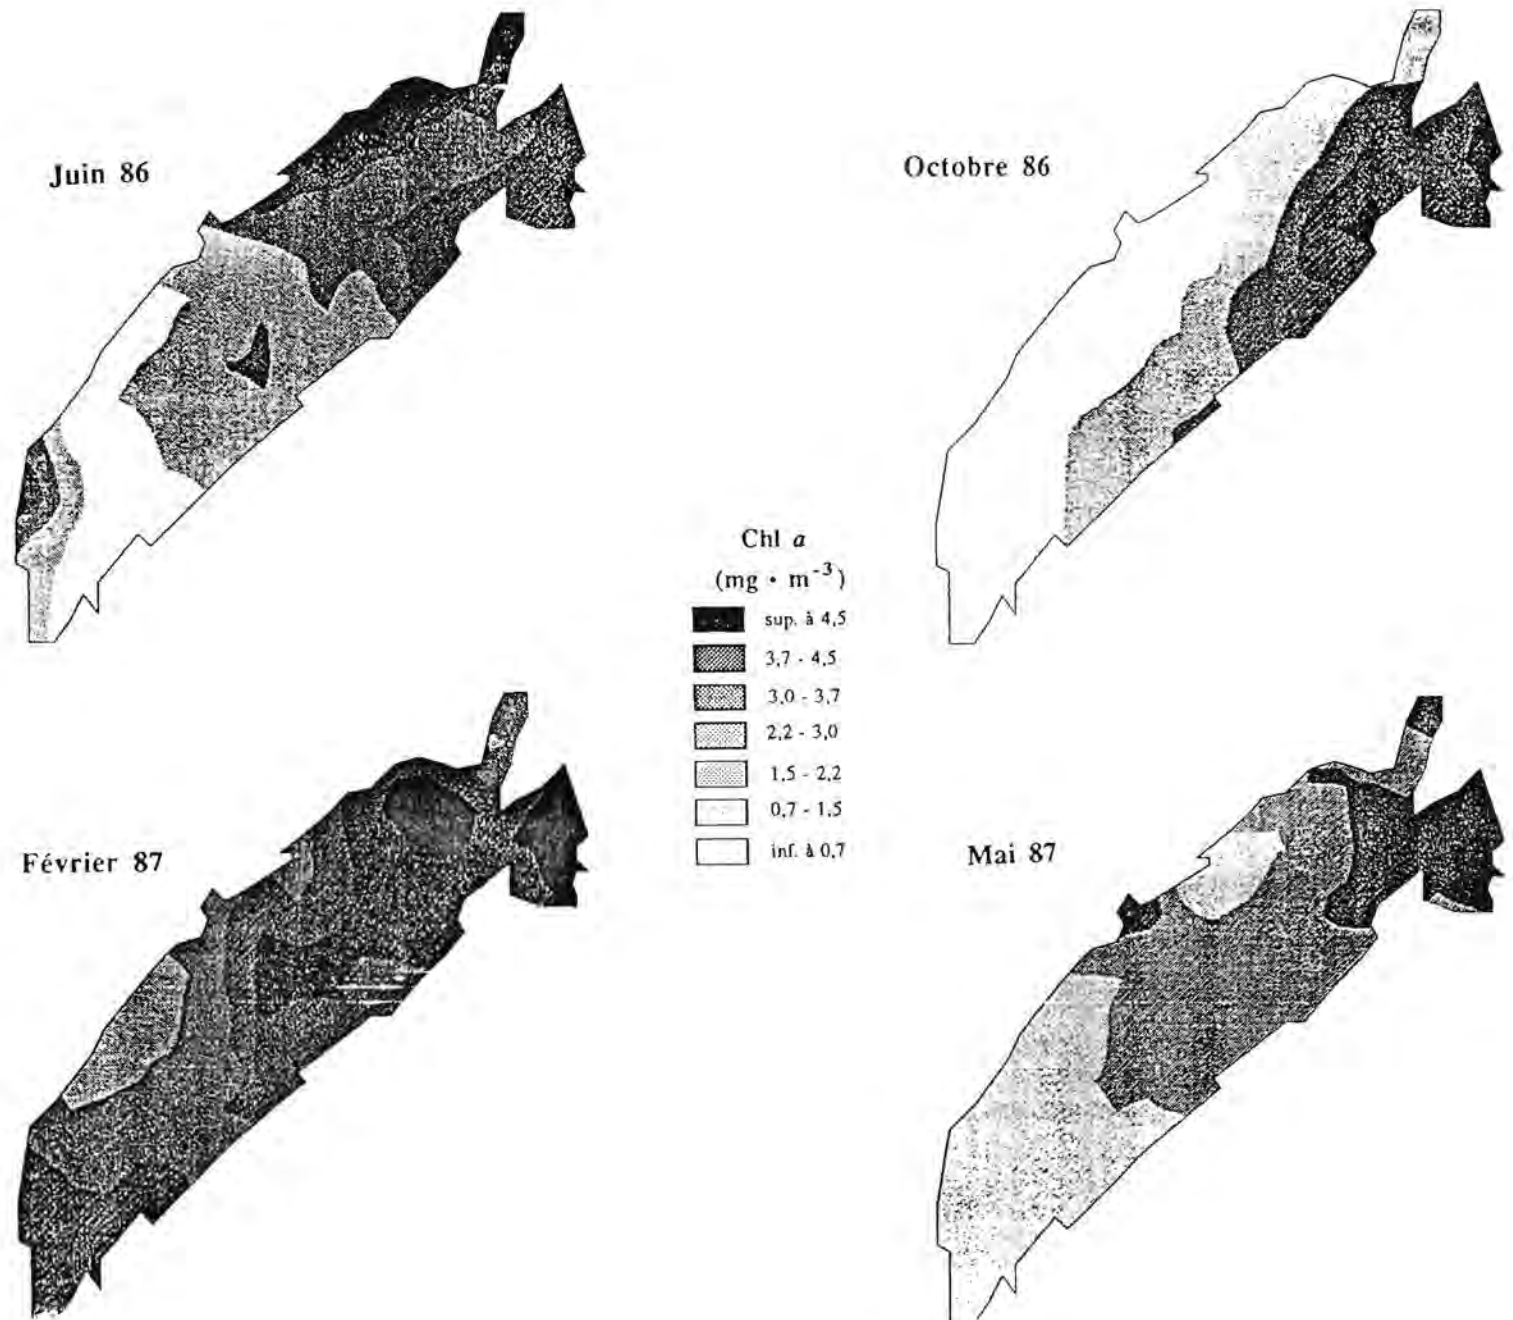 Juin 86
Octobre 86
Chl a
(mg • m⁻³)
sup. à 4,5
3,7 - 4,5
3,0 - 3,7
2,2 - 3,0
1,5 - 2,2
0,7 - 1,5
inf. à 0,7
Février 87
Mai 87